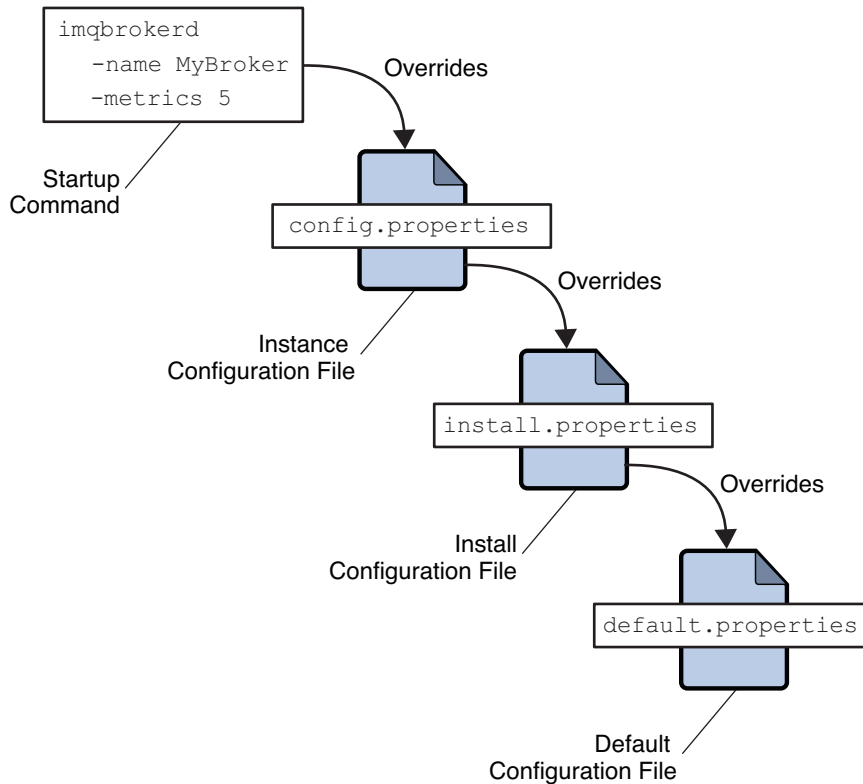 imqbrokerd
-name MyBroker
-metrics 5
Overrides
Startup
Command
config.properties
Overrides
Instance
Configuration File
install.properties
Overrides
Install
Configuration File
default.properties
Default
Configuration File